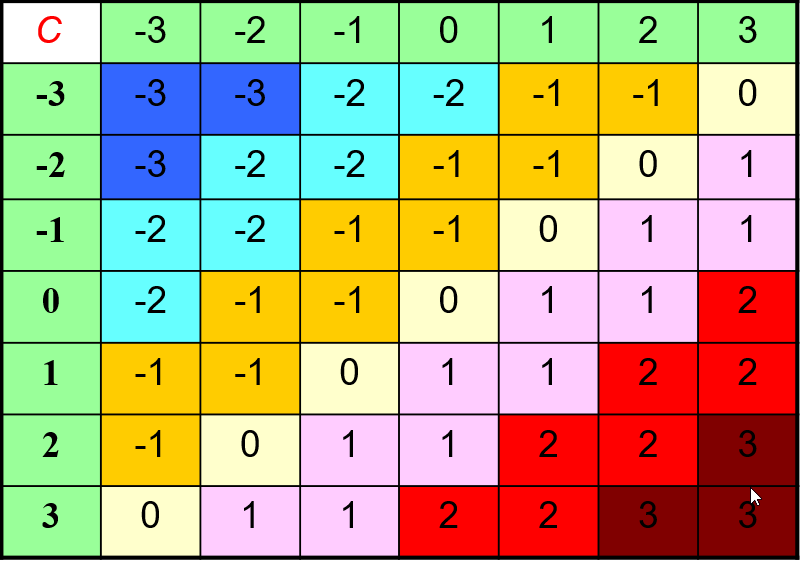 C -3 -2 -1 0 1 2 3
-3 -3 -3 -2 -2 -1 -1 0
-2 -3 -2 -2 -1 -1 0 1
-1 -2 -2 -1 -1 0 1 1
0 -2 -1 -1 0 1 1 2
1 -1 -1 0 1 1 2 2
2 -1 0 1 1 2 2 3
3 0 1 1 2 2 3 3